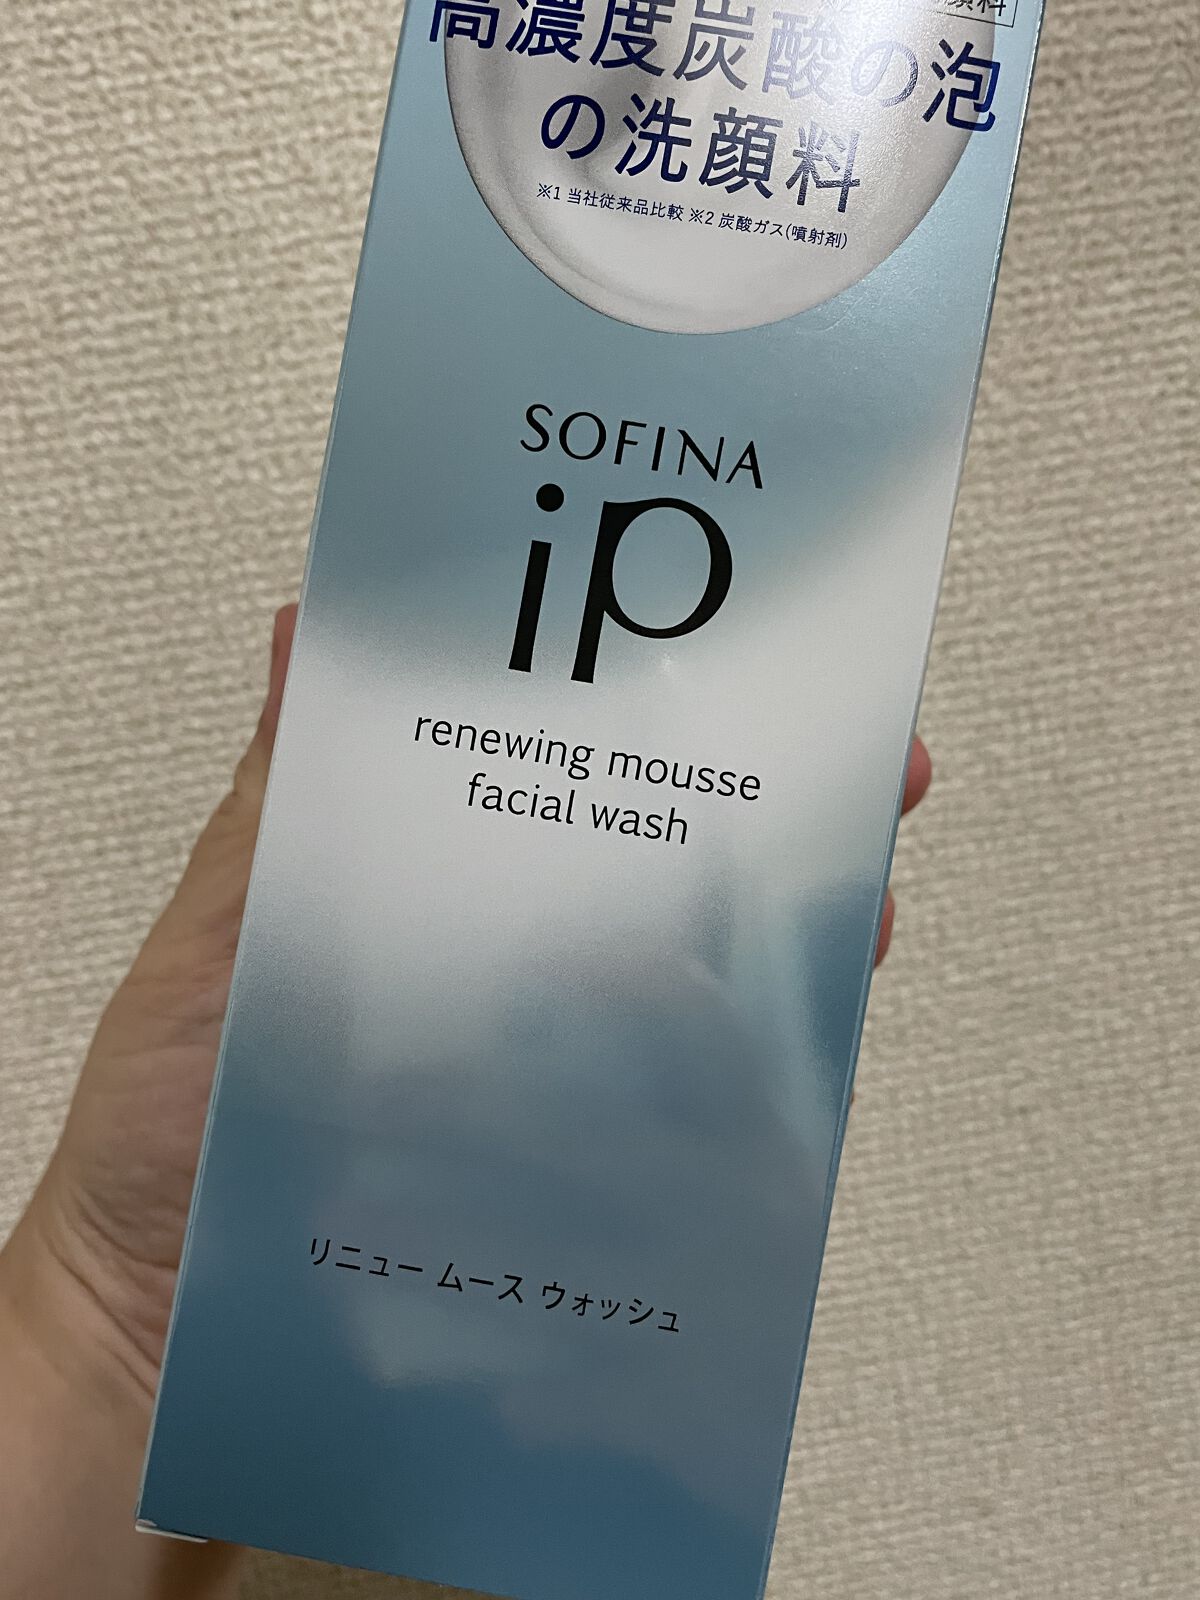 高濃度炭酸の泡
の洗顔料
※1 当社従来品比較 ※2 炭酸ガス(噴射剤)
SOFINA
iP
renewing mousse
facial wash
リニュー ムース ウォッシュ